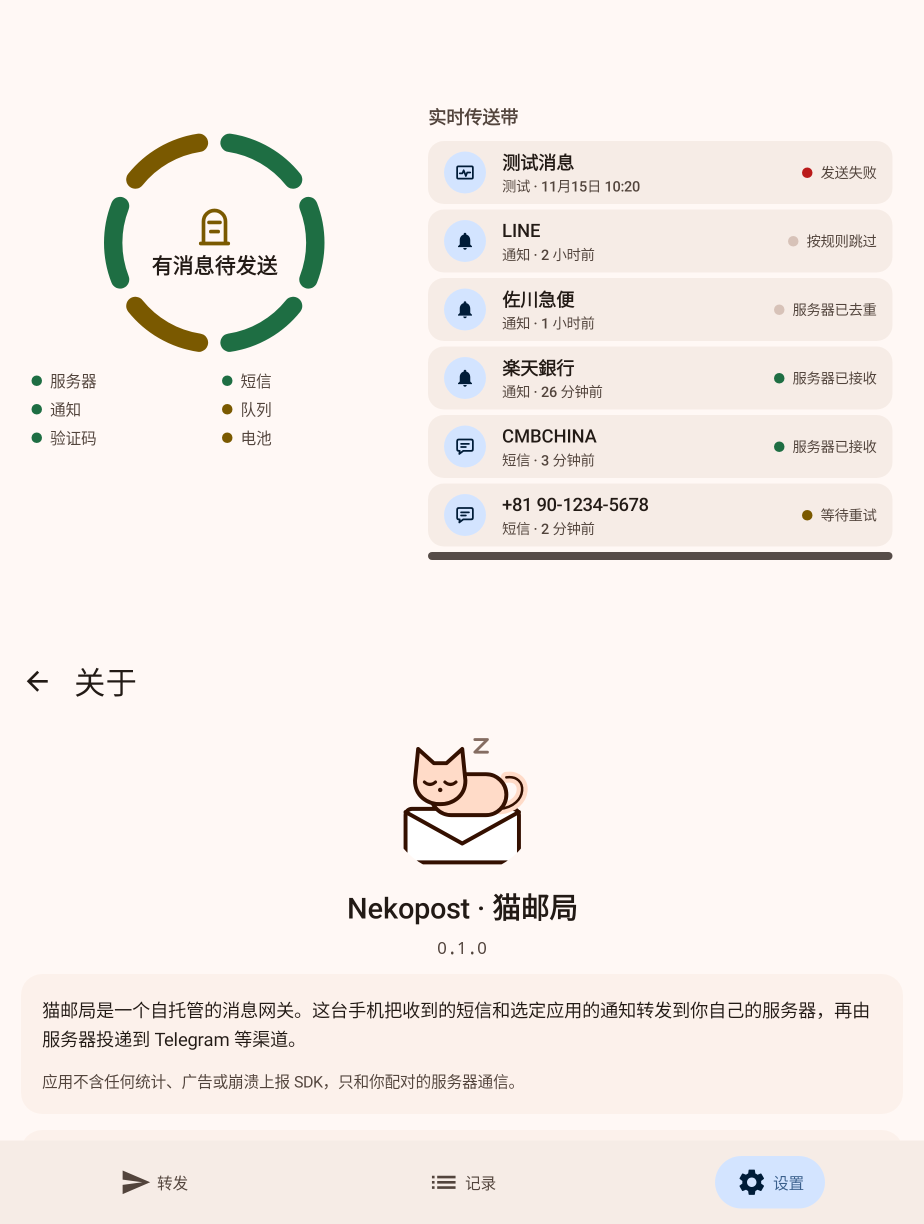 实时传送带
测试消息
测试 · 11月15日 10:20
发送失败
LINE
通知 · 2 小时前
按规则跳过
佐川急便
通知 · 1 小时前
服务器已去重
楽天銀行
通知 · 26 分钟前
服务器已接收
CMBCHINA
短信 · 3 分钟前
服务器已接收
+81 90-1234-5678
短信 · 2 分钟前
等待重试
有消息待发送
服务器
短信
通知
队列
验证码
电池
关于
z
Nekopost · 猫邮局
0.1.0
猫邮局是一个自托管的消息网关。这台手机把收到的短信和选定应用的通知转发到你自己的服务器，再由
服务器投递到 Telegram 等渠道。
应用不含任何统计、广告或崩溃上报 SDK，只和你配对的服务器通信。
转发
记录
设置